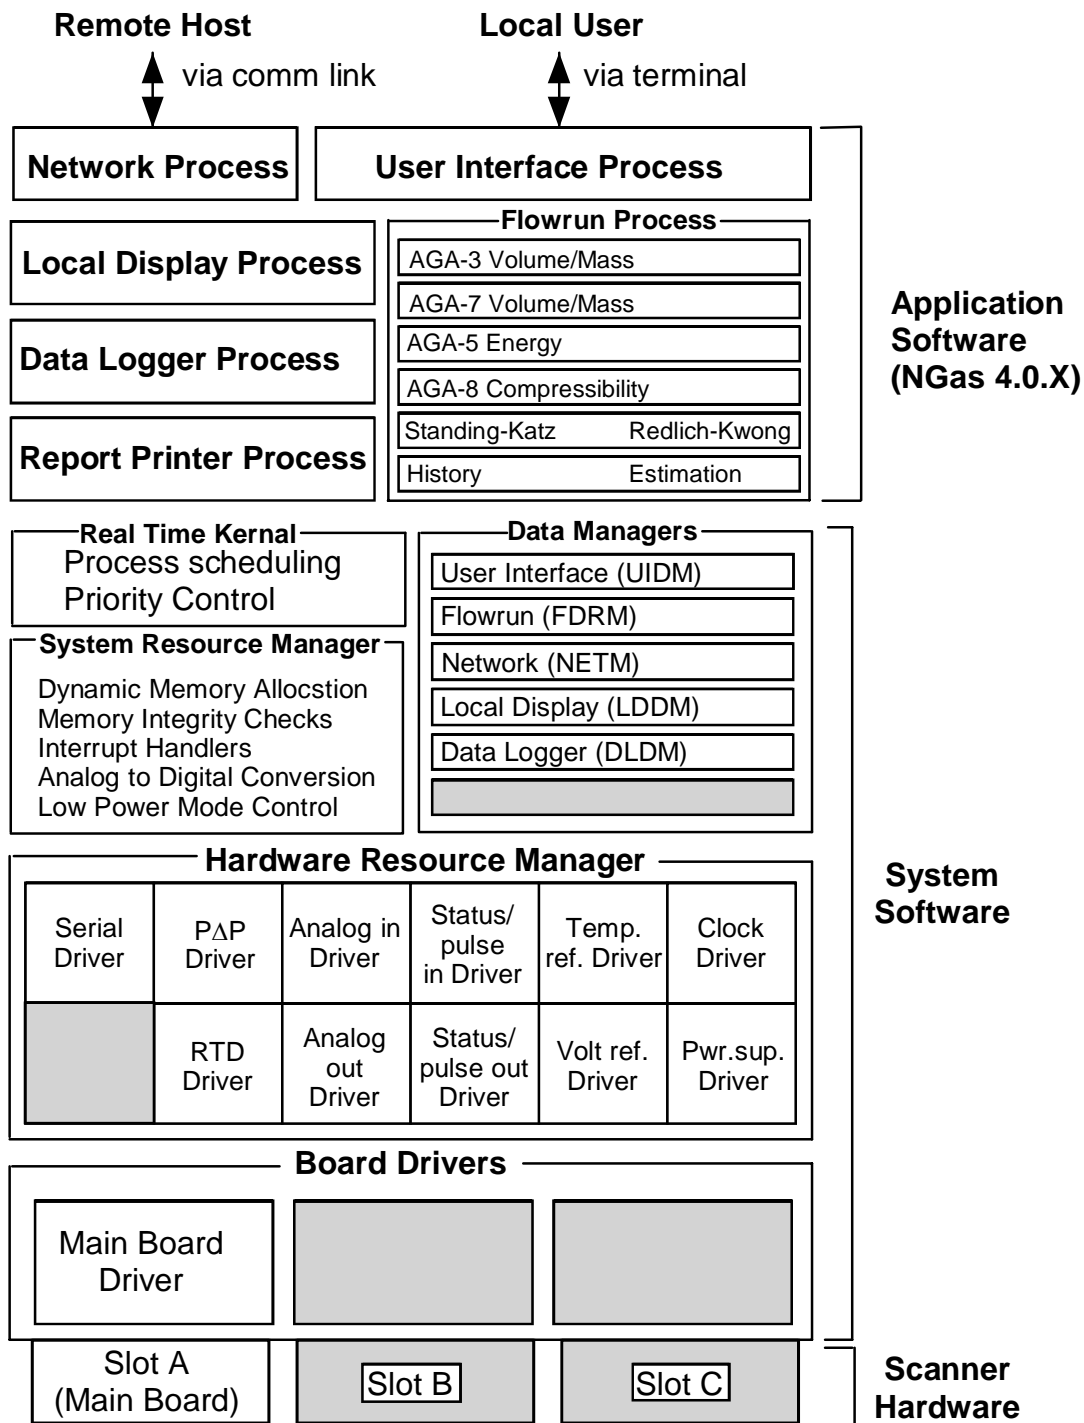 Remote Host
Local User
via comm link
via terminal
Network Process
User Interface Process
Local Display Process
Data Logger Process
Report Printer Process
Flowrun Process
AGA-3 Volume/Mass
AGA-7 Volume/Mass
AGA-5 Energy
AGA-8 Compressibility
Standing-Katz Redlich-Kwong
History Estimation
Application
Software
(NGas 4.0.X)
Real Time Kernal
Process scheduling
Priority Control
System Resource Manager
Dynamic Memory Allocstion
Memory Integrity Checks
Interrupt Handlers
Analog to Digital Conversion
Low Power Mode Control
Data Managers
User Interface (UIDM)
Flowrun (FDRM)
Network (NETM)
Local Display (LDDM)
Data Logger (DLDM)
Hardware Resource Manager
Serial
Driver
P∆P
Driver
Analog in
Driver
Status/
pulse
in Driver
Temp.
ref. Driver
Clock
Driver
RTD
Driver
Analog
out
Driver
Status/
pulse out
Driver
Volt ref.
Driver
Pwr.sup.
Driver
System
Software
Board Drivers
Main Board
Driver
Slot A
(Main Board)
Slot B
Slot C
Scanner
Hardware